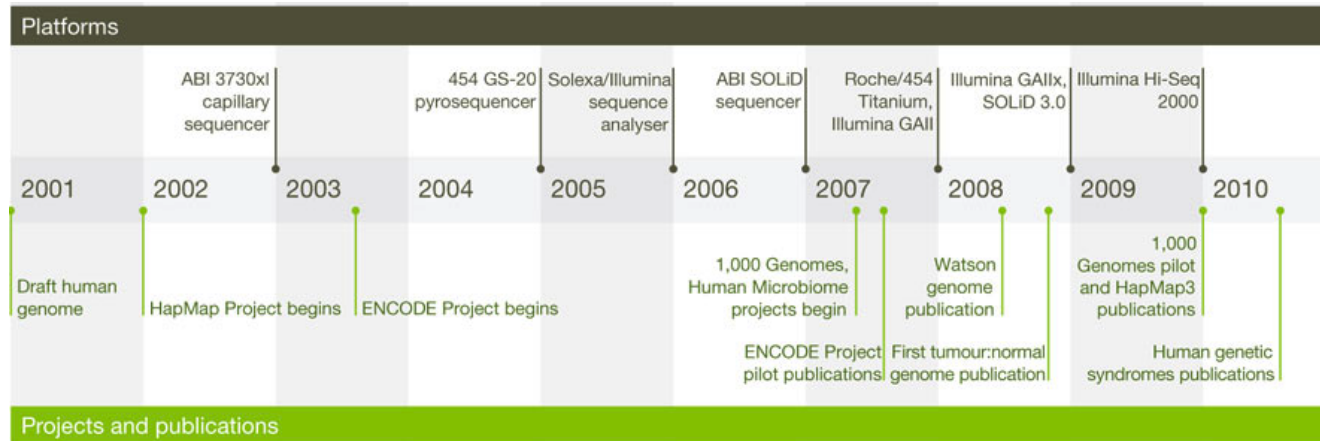 Platforms
ABI 3730xl
capillary
sequencer
454 GS-20
pyrosequencer
Solexa/Illumina
sequence
analyser
ABI SOLiD
sequencer
Roche/454
Titanium,
Illumina GAII
Illumina GAIIx,
SOLiD 3.0
Illumina Hi-Seq
2000
2001
2002
2003
2004
2005
2006
2007
2008
2009
2010
Draft human
genome
HapMap Project begins
ENCODE Project begins
1,000 Genomes,
Human Microbiome
projects begin
ENCODE Project
pilot publications
Watson
genome
publication
First tumour:normal
genome publication
1,000
Genomes pilot
and HapMap3
publications
Human genetic
syndromes publications
Projects and publications